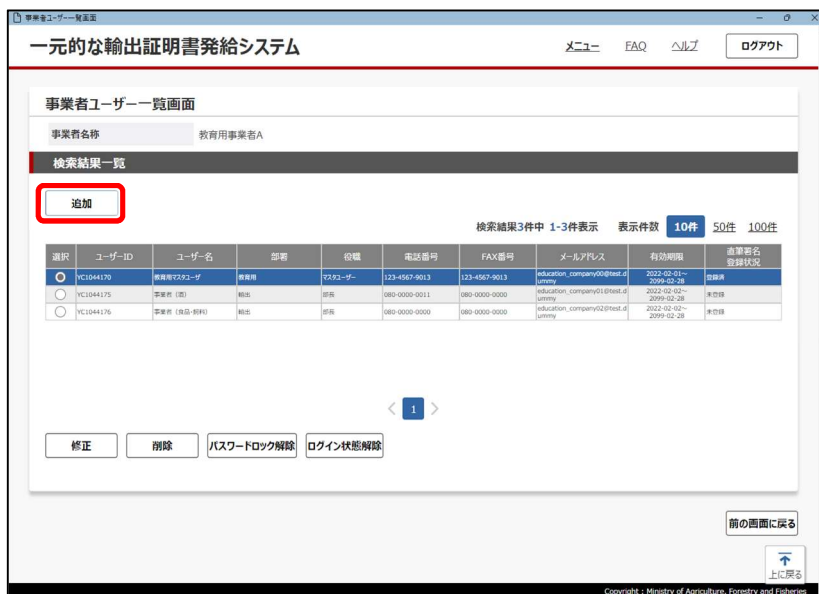 事業者ユーザー一覧画面
一元的な輸出証明書発給システム
メニュー FAQ ヘルプ ログアウト
事業者ユーザー一覧画面
事業者名称 教育用事業者A
検索結果一覧
追加
検索結果3件中 1-3件表示 表示件数 10件 50件 100件
選択 ユーザーID ユーザー名 部署 役職 電話番号 FAX番号 メールアドレス 有効期限 直筆署名登録状況
YC1044170 教育用マスタユーザ 教育用 マスタユーザー 123-4567-9013 123-4567-9013 education_company00@test.dummy 2022-02-01～2099-02-28 登録済
YC1044175 事業者（酒） 輸出 部長 080-0000-0011 080-0000-0000 education_company01@test.dummy 2022-02-02～2099-02-28 未登録
YC1044176 事業者（食品・飼料） 輸出 部長 080-0000-0000 080-0000-0000 education_company02@test.dummy 2022-02-02～2099-02-28 未登録
1
修正 削除 パスワードロック解除 ログイン状態解除
前の画面に戻る
上に戻る
Copyright : Ministry of Agriculture, Forestry and Fisheries